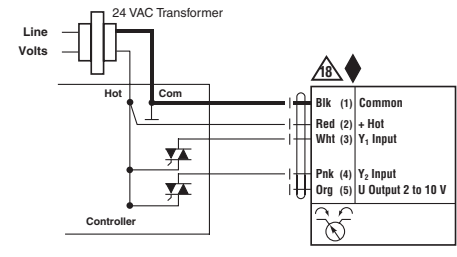 24 VAC Transformer
Line
Volts
Hot
Com
18
Blk (1) Common
Red (2) + Hot
Wht (3) Y₁ Input
Pnk (4) Y₂ Input
Org (5) U Output 2 to 10 V
Controller